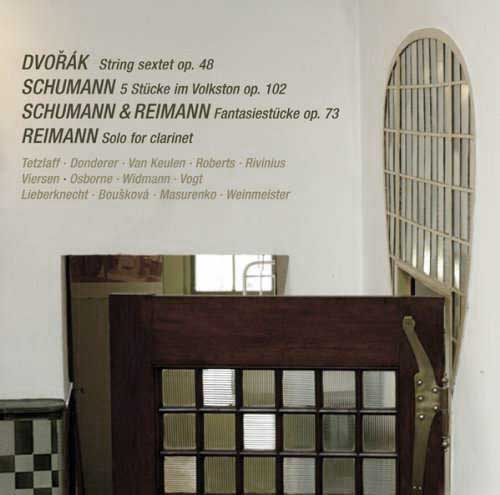 DVOŘÁK String sextet op. 48
SCHUMANN 5 Stücke im Volkston op. 102
SCHUMANN & REIMANN Fantasiestücke op. 73
REIMANN Solo for clarinet
Tetzlaff · Donderer · Van Keulen · Roberts · Rivinius
Viersen · Osborne · Widmann · Vogt
Lieberknecht · Boušková · Masurenko · Weinmeister